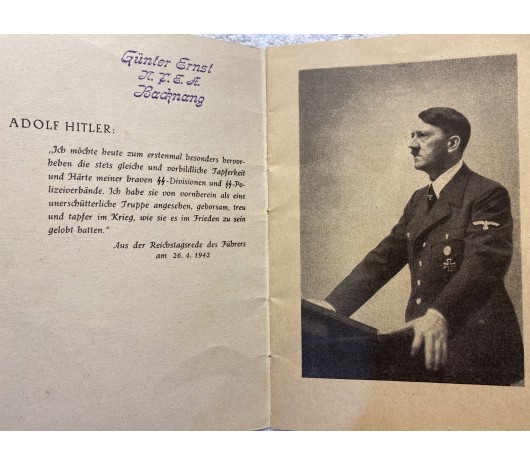 Günter Ernst
N. P. E. A.
Backnang
ADOLF HITLER:
„Ich möchte heute zum erstenmal besonders hervor-
heben die stets gleiche und vorbildliche Tapferkeit
und Härte meiner braven ᛋᛋ-Divisionen und ᛋᛋ-Po-
lizeiverbände. Ich habe sie von vornherein als eine
unerschütterliche Truppe angesehen, gehorsam, treu
und tapfer im Krieg, wie sie es im Frieden zu sein
gelobt hatten."
Aus der Reichstagsrede des Führers
am 26. 4. 1942